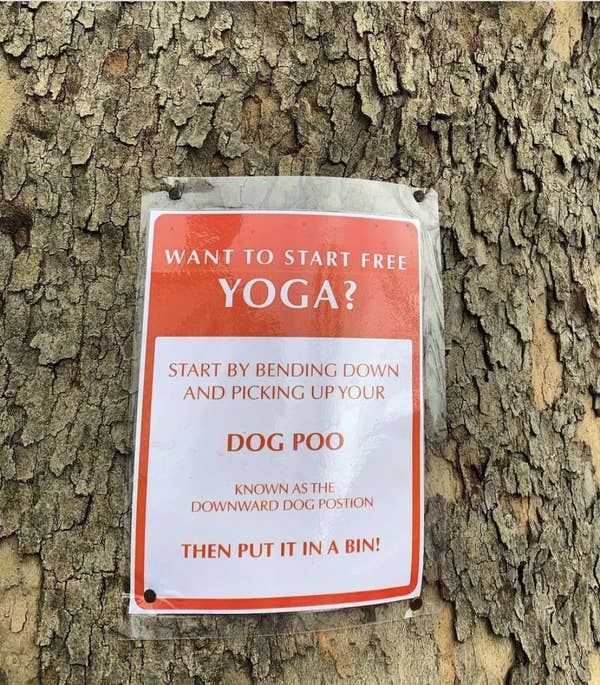 WANT TO START FREE
YOGA?
START BY BENDING DOWN
AND PICKING UP YOUR
DOG POO
KNOWN AS THE
DOWNWARD DOG POSTION
THEN PUT IT IN A BIN!